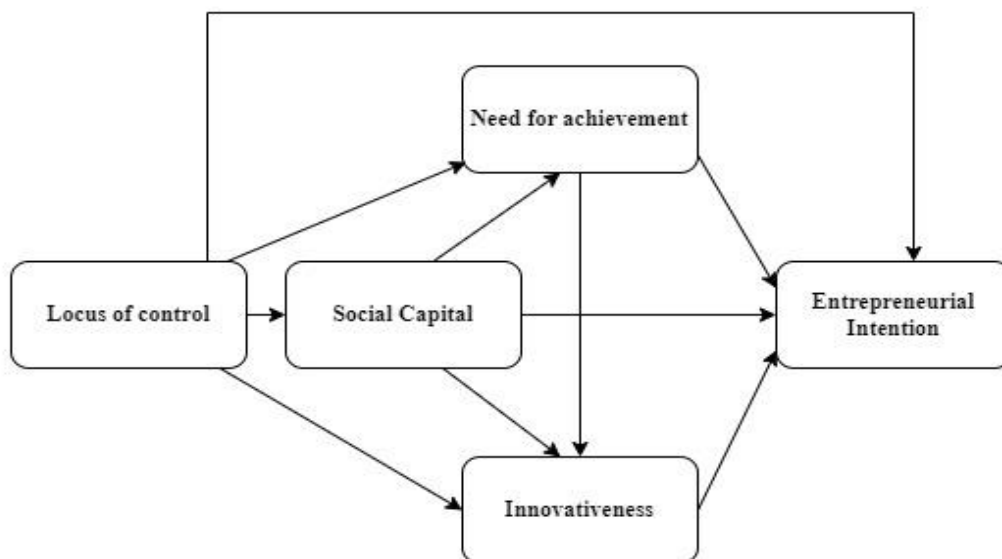 Need for achievement
Locus of control
Social Capital
Entrepreneurial
Intention
Innovativeness